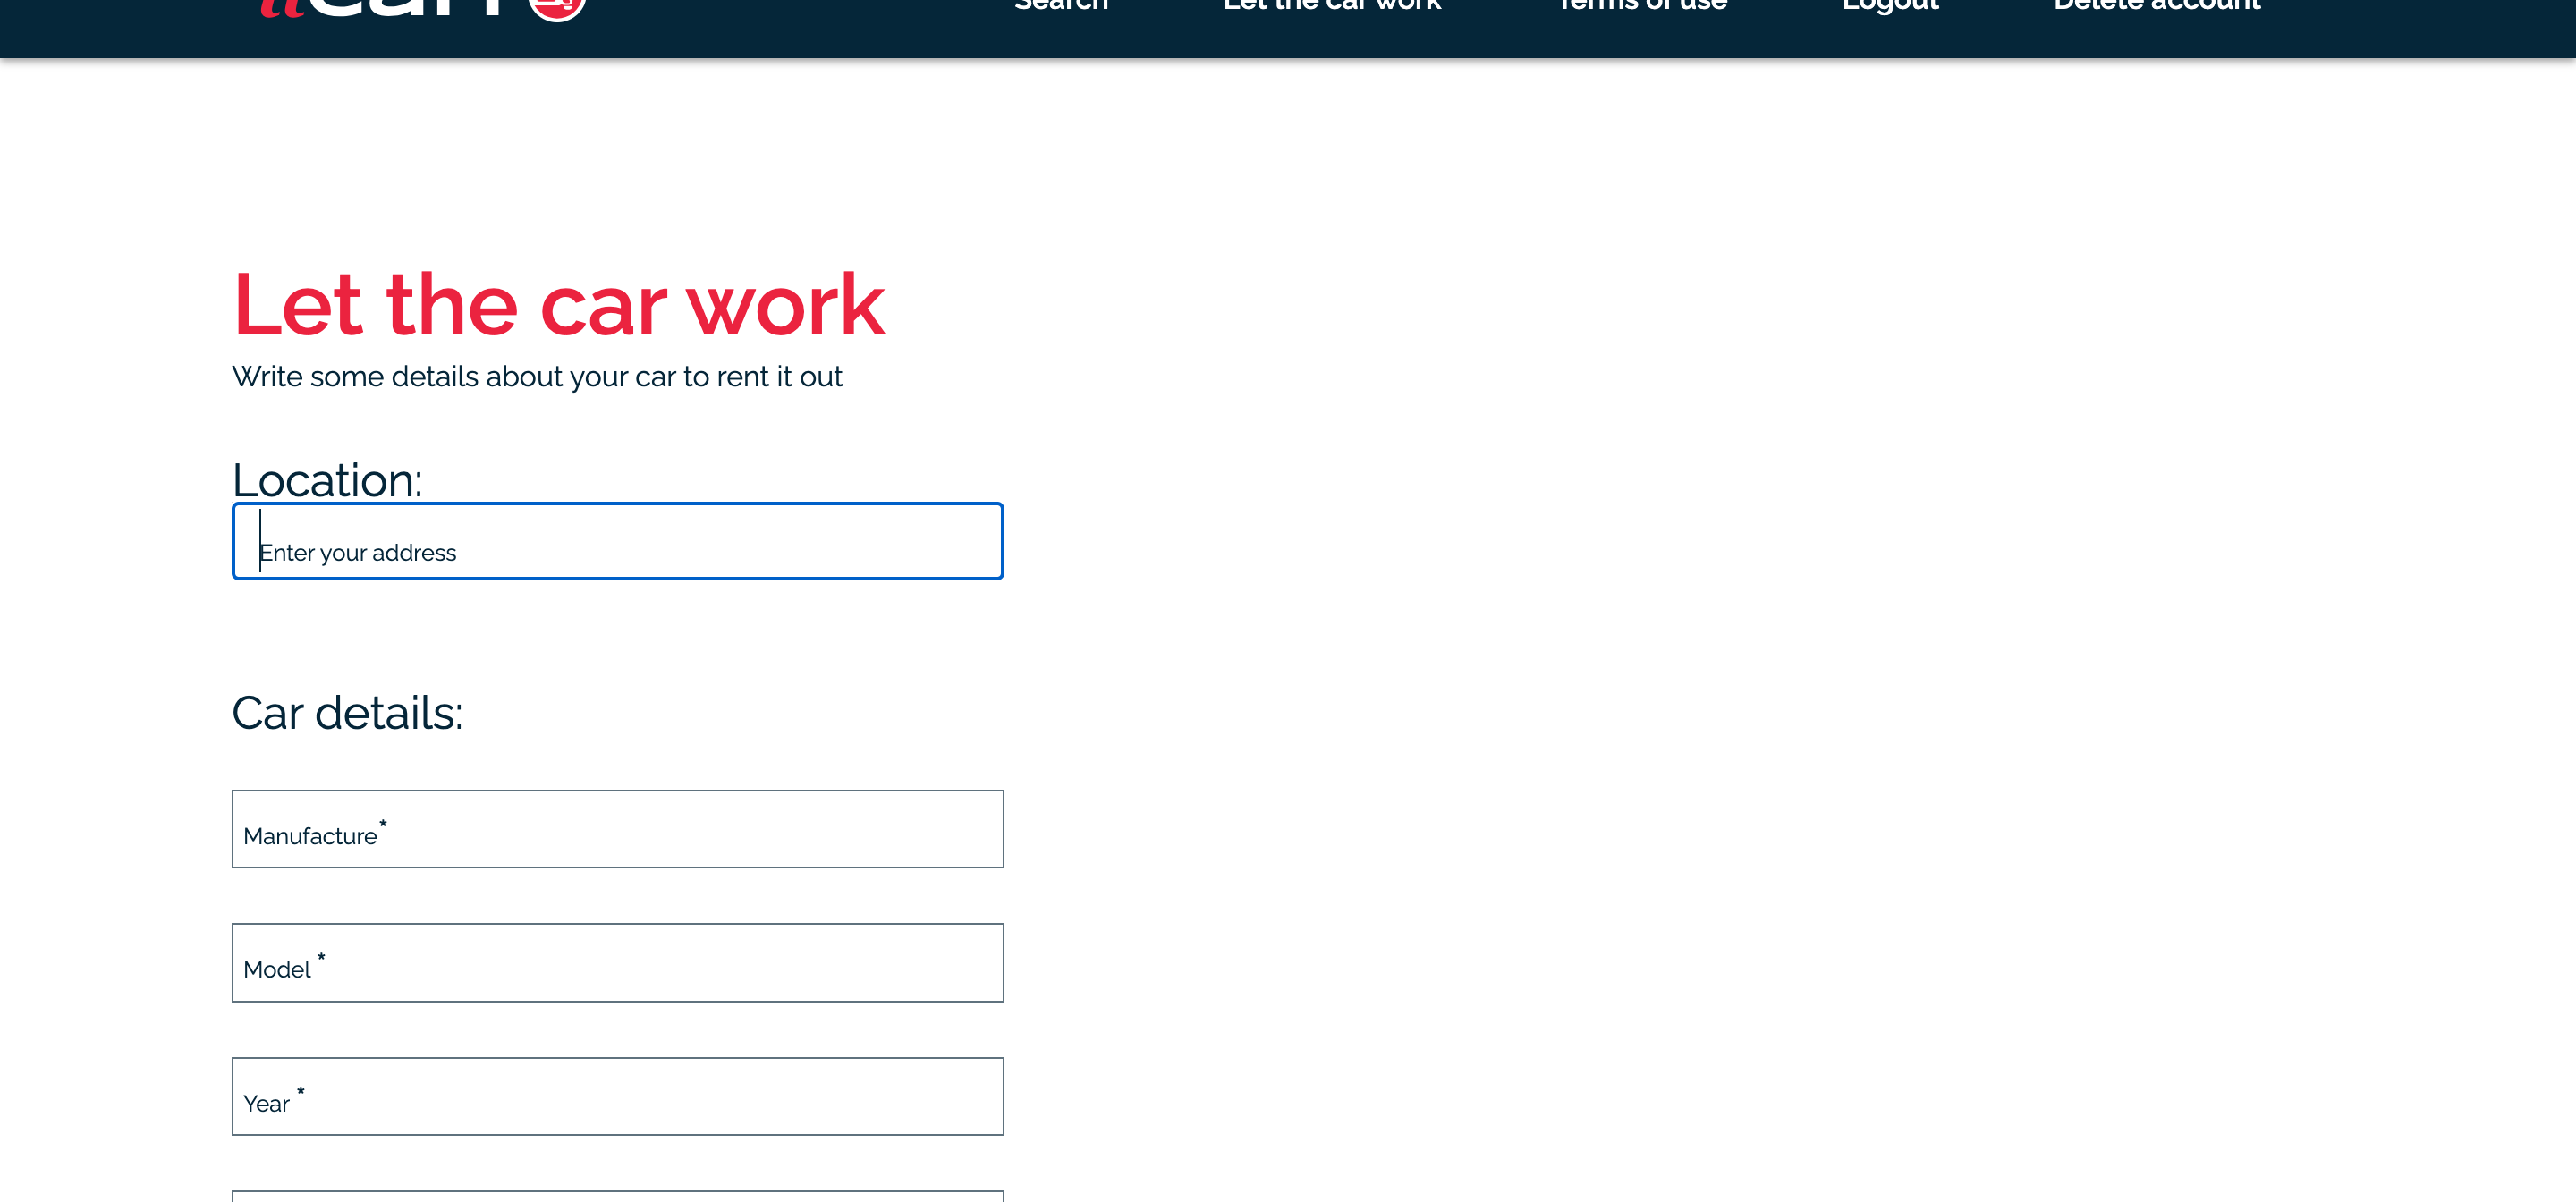 Search Let the car work Terms of use Logout Delete account
Let the car work
Write some details about your car to rent it out
Location:
Enter your address
Car details:
Manufacture*
Model *
Year *